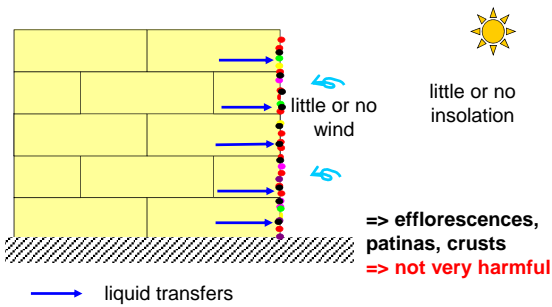 little or no
wind
little or no
insolation
=> efflorescences,
patinas, crusts
=> not very harmful
liquid transfers